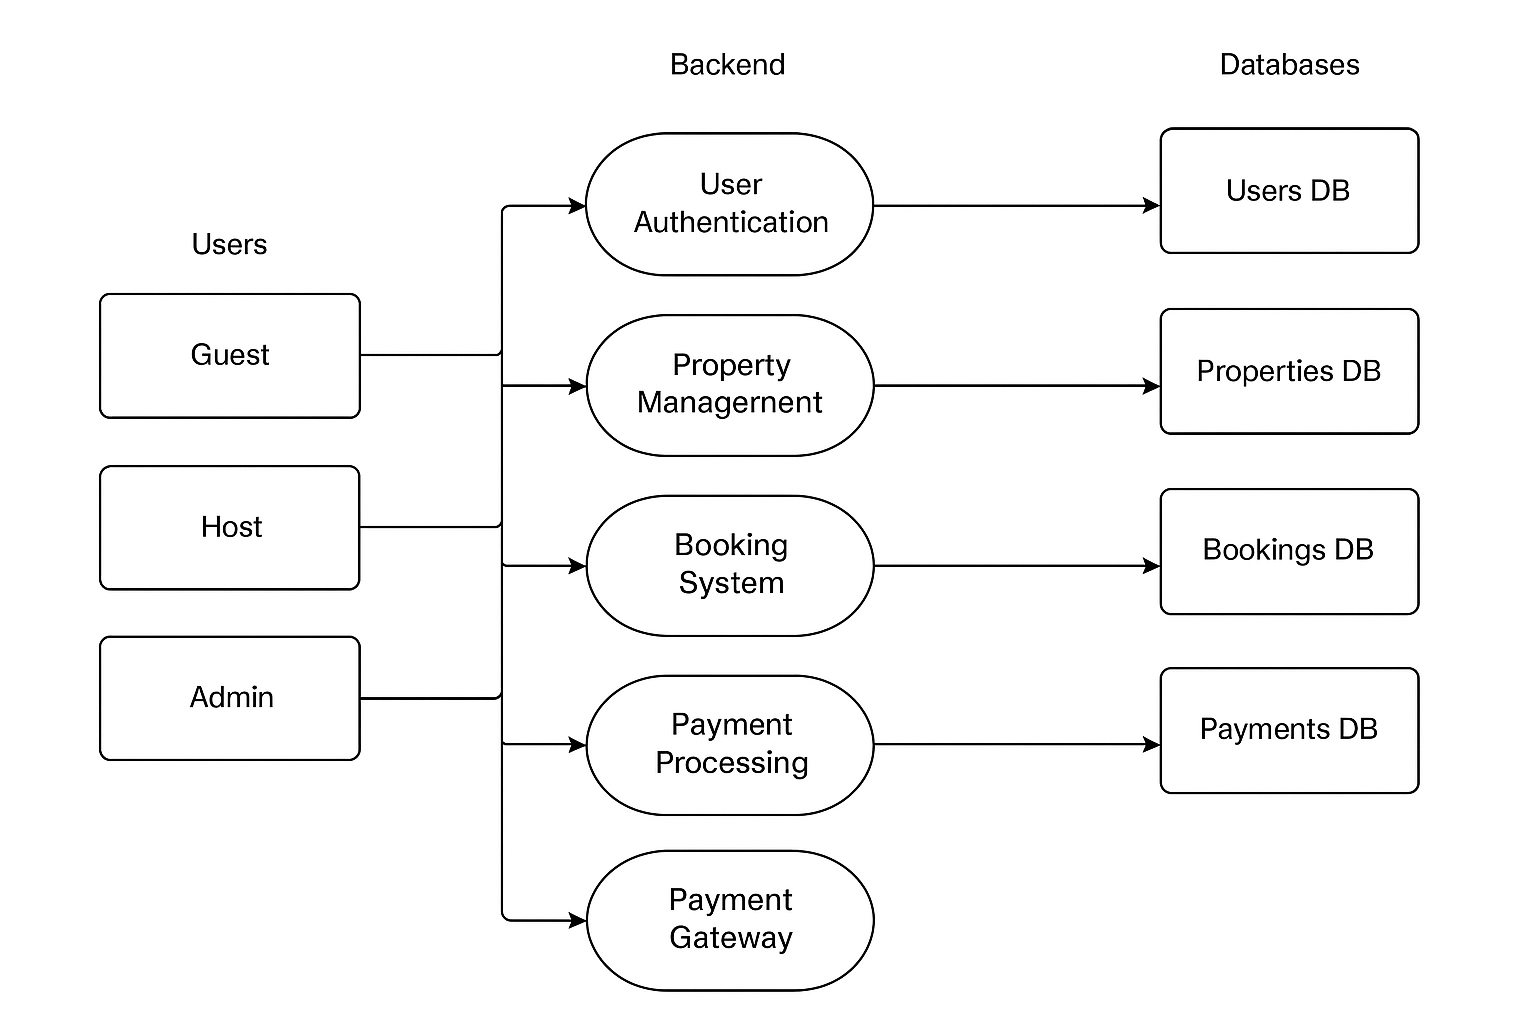 Backend
Databases
Users
Guest
Host
Admin
User
Authentication
Property
Managernent
Booking
System
Payment
Processing
Payment
Gateway
Users DB
Properties DB
Bookings DB
Payments DB